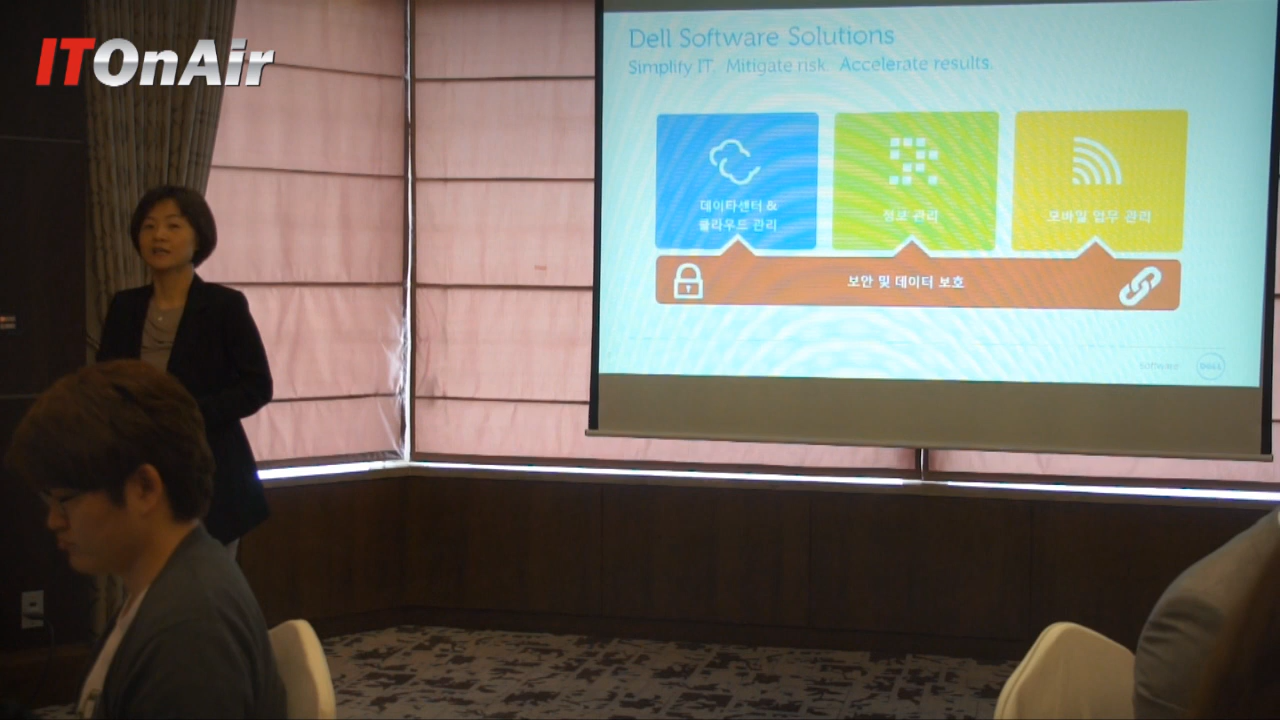 ITOnAir
Dell Software Solutions
Simplify IT. Mitigate risk. Accelerate results.
데이타센터 &
클라우드 관리
정보 관리
모바일 업무 관리
보안 및 데이터 보호
software
DELL